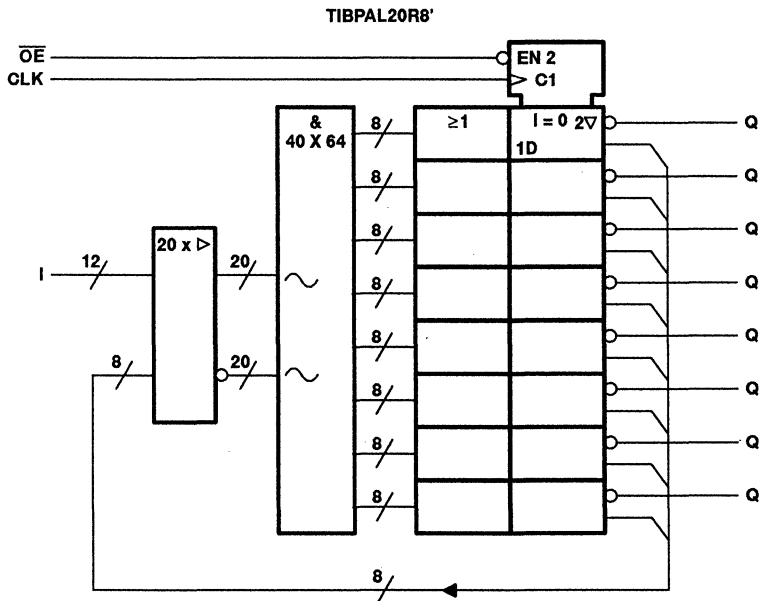 TIBPAL20R8'
OE
EN 2
CLK
C1
&
40 X 64
8
≥1
I = 0 2▽
Q
1D
8
Q
8
Q
20 x ▷
I
12
20
8
Q
8
20
8
Q
8
Q
8
Q
8
Q
8